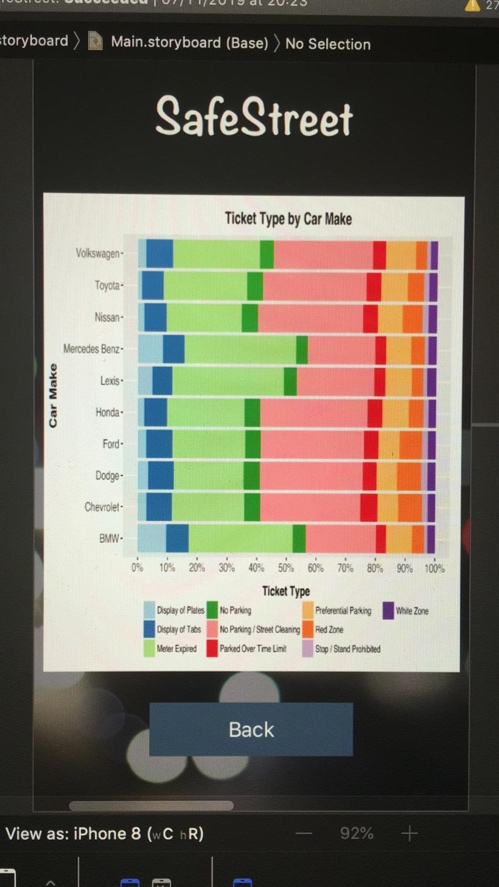 Succeeded | 07/11/2019 at 20:23
storyboard 〉 Main.storyboard (Base) 〉 No Selection
SafeStreet
Ticket Type by Car Make
Car Make
Volkswagen
Toyota
Nissan
Mercedes Benz
Lexis
Honda
Ford
Dodge
Chevrolet
BMW
0% 10% 20% 30% 40% 50% 60% 70% 80% 90% 100%
Ticket Type
Display of Plates No Parking Preferential Parking White Zone
Display of Tabs No Parking / Street Cleaning Red Zone
Meter Expired Parked Over Time Limit Stop / Stand Prohibited
Back
View as: iPhone 8 (wC hR) — 92% +